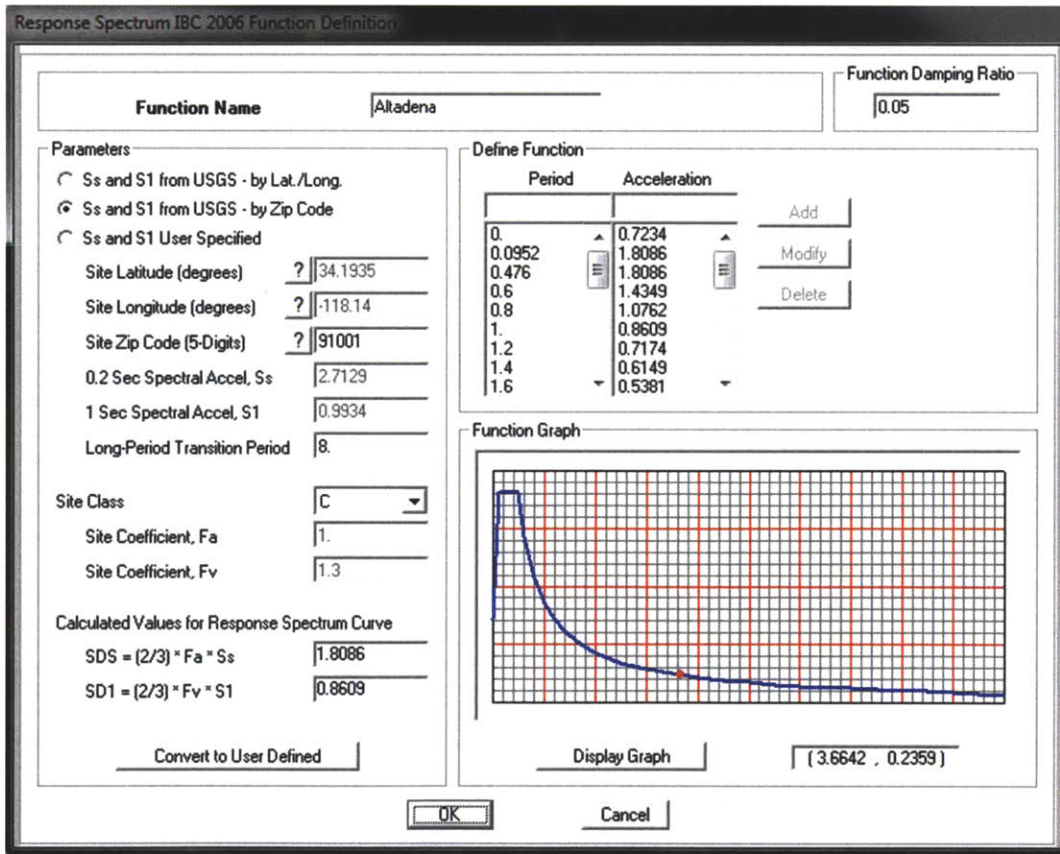 Response Spectrum IBC 2006 Function Definition
Function Name
Altadena
Function Damping Ratio
0.05
Parameters
Ss and S1 from USGS - by Lat./Long.
Ss and S1 from USGS - by Zip Code
Ss and S1 User Specified
Site Latitude (degrees) ? 34.1935
Site Longitude (degrees) ? -118.14
Site Zip Code (5-Digits) ? 91001
0.2 Sec Spectral Accel, Ss 2.7129
1 Sec Spectral Accel, S1 0.9934
Long-Period Transition Period 8.
Site Class C
Site Coefficient, Fa 1.
Site Coefficient, Fv 1.3
Calculated Values for Response Spectrum Curve
SDS = (2/3) * Fa * Ss 1.8086
SD1 = (2/3) * Fv * S1 0.8609
Convert to User Defined
Define Function
Period Acceleration
0. 0.7234
0.0952 1.8086
0.476 1.8086
0.6 1.4349
0.8 1.0762
1. 0.8609
1.2 0.7174
1.4 0.6149
1.6 0.5381
Add
Modify
Delete
Function Graph
Display Graph
(3.6642 , 0.2359)
OK
Cancel